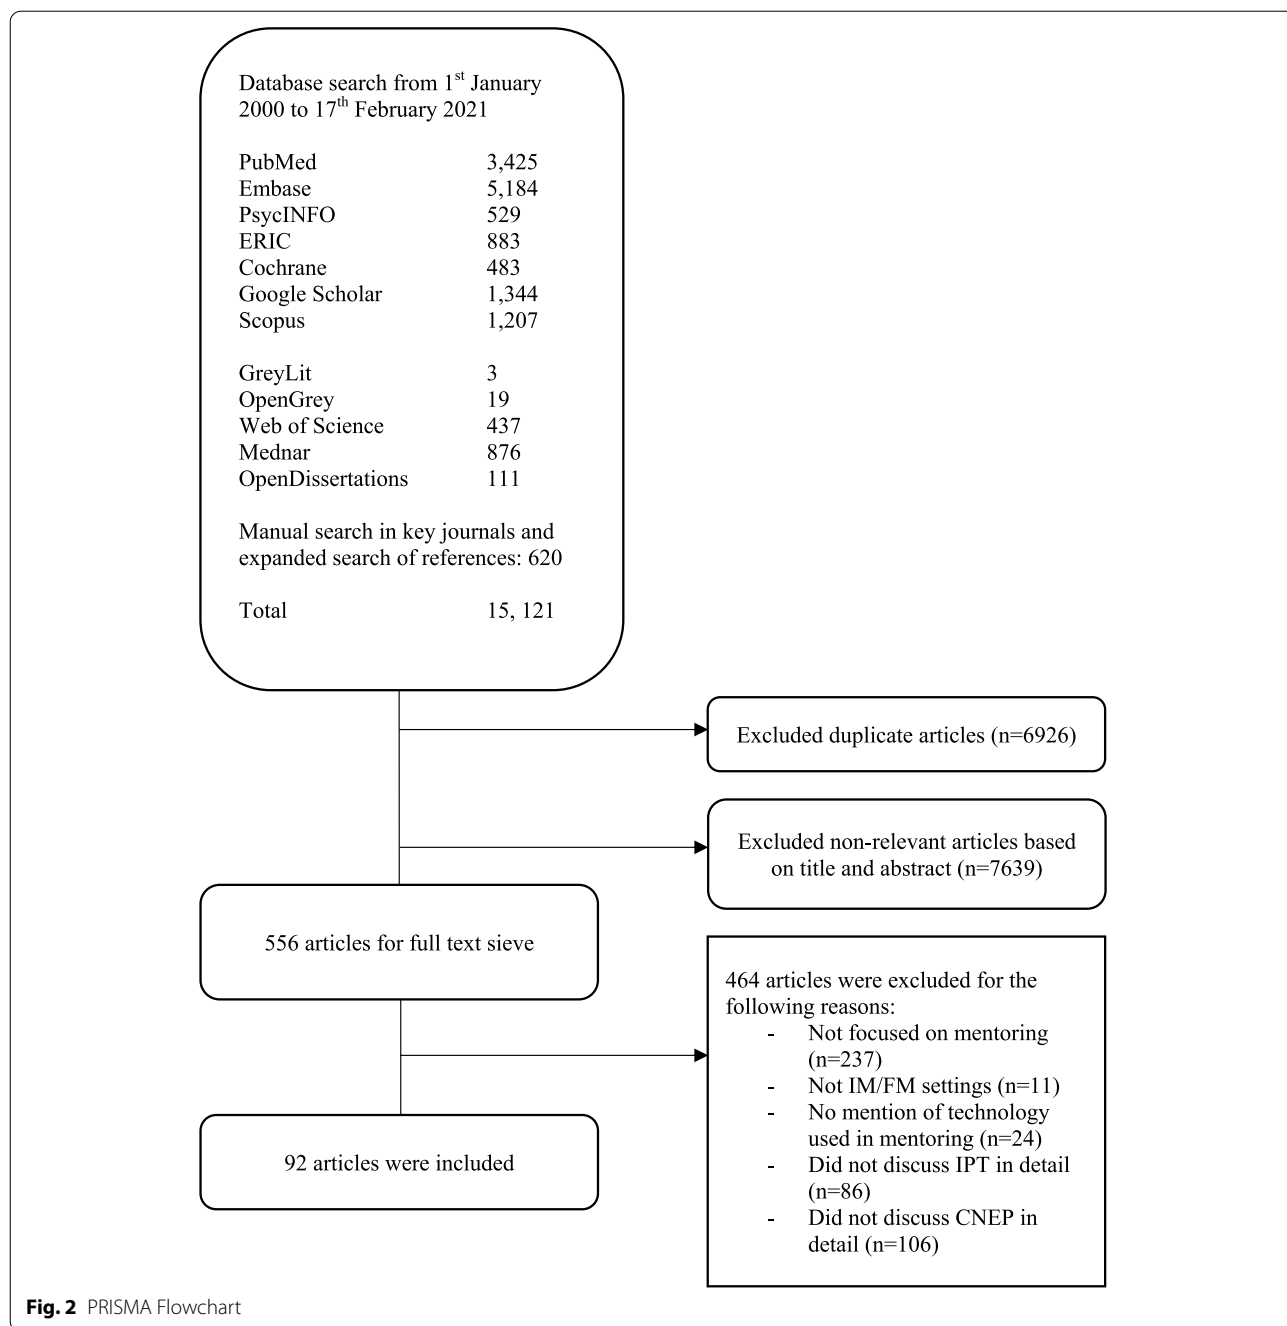 Database search from 1st January
2000 to 17th February 2021
PubMed 3,425
Embase 5,184
PsycINFO 529
ERIC 883
Cochrane 483
Google Scholar 1,344
Scopus 1,207
GreyLit 3
OpenGrey 19
Web of Science 437
Mednar 876
OpenDissertations 111
Manual search in key journals and
expanded search of references: 620
Total 15, 121
Excluded duplicate articles (n=6926)
Excluded non-relevant articles based
on title and abstract (n=7639)
556 articles for full text sieve
464 articles were excluded for the
following reasons:
- Not focused on mentoring
(n=237)
- Not IM/FM settings (n=11)
- No mention of technology
used in mentoring (n=24)
- Did not discuss IPT in detail
(n=86)
- Did not discuss CNEP in
detail (n=106)
92 articles were included
Fig. 2 PRISMA Flowchart